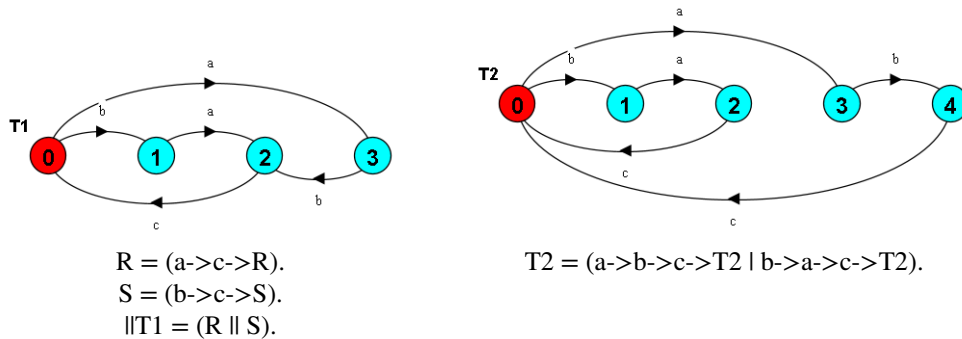 a
T1
b
a
0
1
2
3
b
c
R = (a->c->R).
S = (b->c->S).
||T1 = (R || S).
a
T2
b
a
b
0
1
2
3
4
c
c
T2 = (a->b->c->T2 | b->a->c->T2).